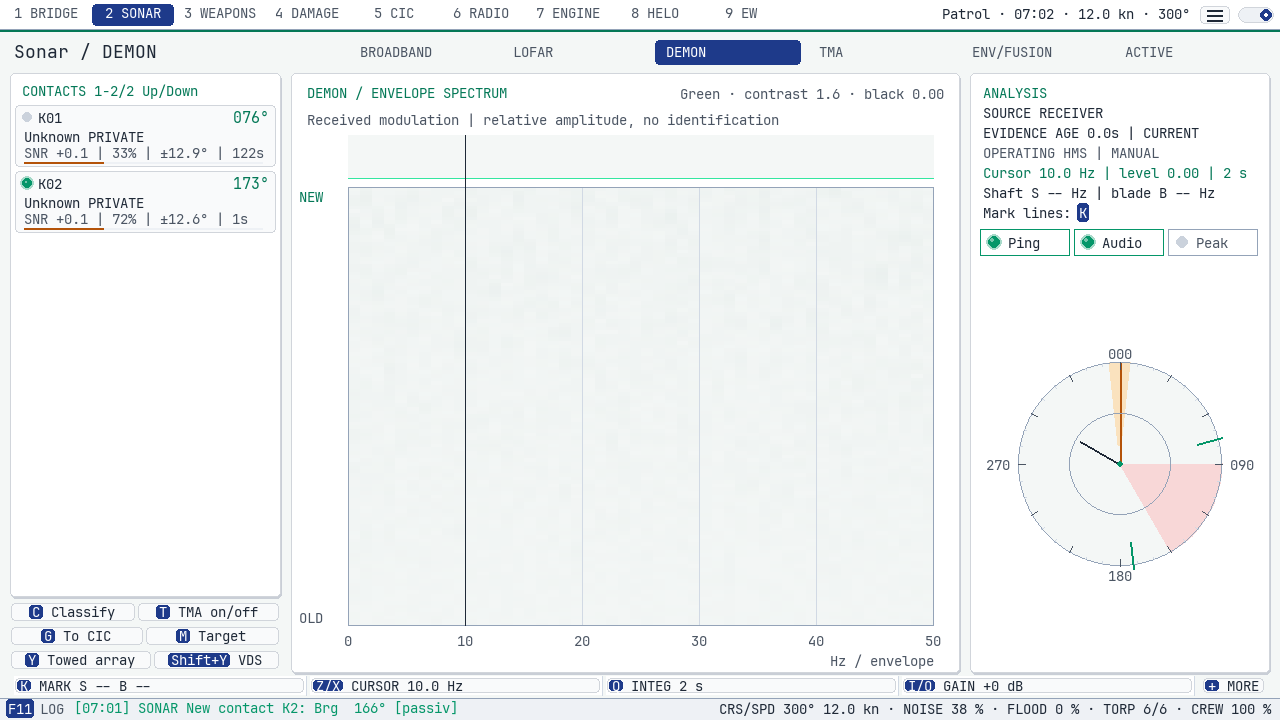 1 BRIDGE 2 SONAR 3 WEAPONS 4 DAMAGE 5 CIC 6 RADIO 7 ENGINE 8 HELO 9 EW Patrol · 07:02 · 12.0 kn · 300°
Sonar / DEMON BROADBAND LOFAR DEMON TMA ENV/FUSION ACTIVE
CONTACTS 1-2/2 Up/Down
K01 076°
Unknown PRIVATE
SNR +0.1 | 33% | ±12.9° | 122s
K02 173°
Unknown PRIVATE
SNR +0.1 | 72% | ±12.6° | 1s
C Classify T TMA on/off
G To CIC M Target
Y Towed array Shift+Y VDS
DEMON / ENVELOPE SPECTRUM Green · contrast 1.6 · black 0.00
Received modulation | relative amplitude, no identification
NEW
OLD
0 10 20 30 40 50
Hz / envelope
ANALYSIS
SOURCE RECEIVER
EVIDENCE AGE 0.0s | CURRENT
OPERATING HMS | MANUAL
Cursor 10.0 Hz | level 0.00 | 2 s
Shaft S -- Hz | blade B -- Hz
Mark lines: K
Ping Audio Peak
000
270 090
180
K MARK S -- B -- Z/X CURSOR 10.0 Hz Q INTEG 2 s I/O GAIN +0 dB + MORE
F11 LOG [07:01] SONAR New contact K2: Brg 166° [passiv] CRS/SPD 300° 12.0 kn · NOISE 38 % · FLOOD 0 % · TORP 6/6 · CREW 100 %